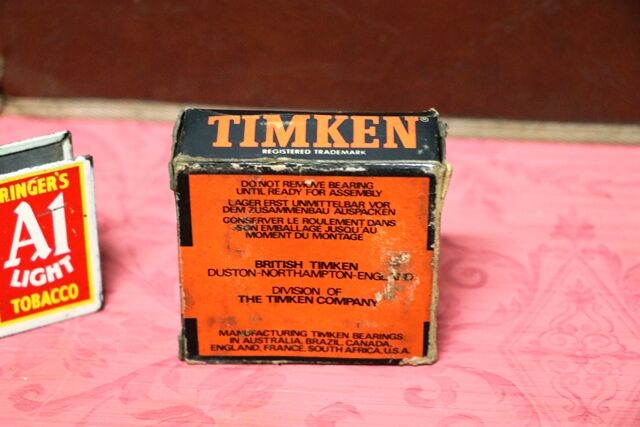 TIMKEN®
REGISTERED TRADEMARK
DO NOT REMOVE BEARING
UNTIL READY FOR ASSEMBLY
LAGER ERST UNMITTELBAR VOR
DEM ZUSAMMENBAU AUSPACKEN
CONSERVER LE ROULEMENT DANS
SON EMBALLAGE JUSQU'AU
MOMENT DU MONTAGE
BRITISH TIMKEN
DUSTON-NORTHAMPTON-ENGLAND
DIVISION OF
THE TIMKEN COMPANY
MANUFACTURING TIMKEN BEARINGS
IN AUSTRALIA, BRAZIL, CANADA,
ENGLAND, FRANCE, SOUTH AFRICA, U.S.A.
RINGER'S
A1
LIGHT
TOBACCO